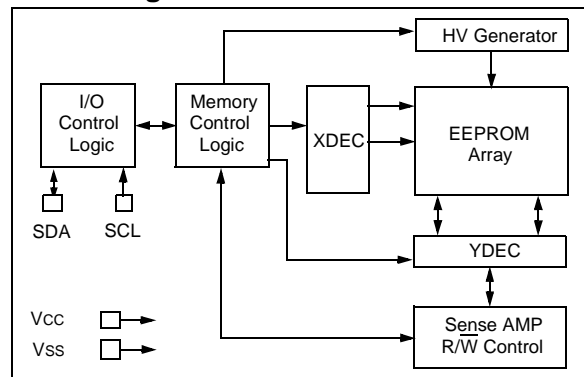 HV Generator
I/O
Control
Logic
Memory
Control
Logic
XDEC
EEPROM
Array
SDA
SCL
YDEC
Vcc
Vss
Sense AMP
R/W̅ Control